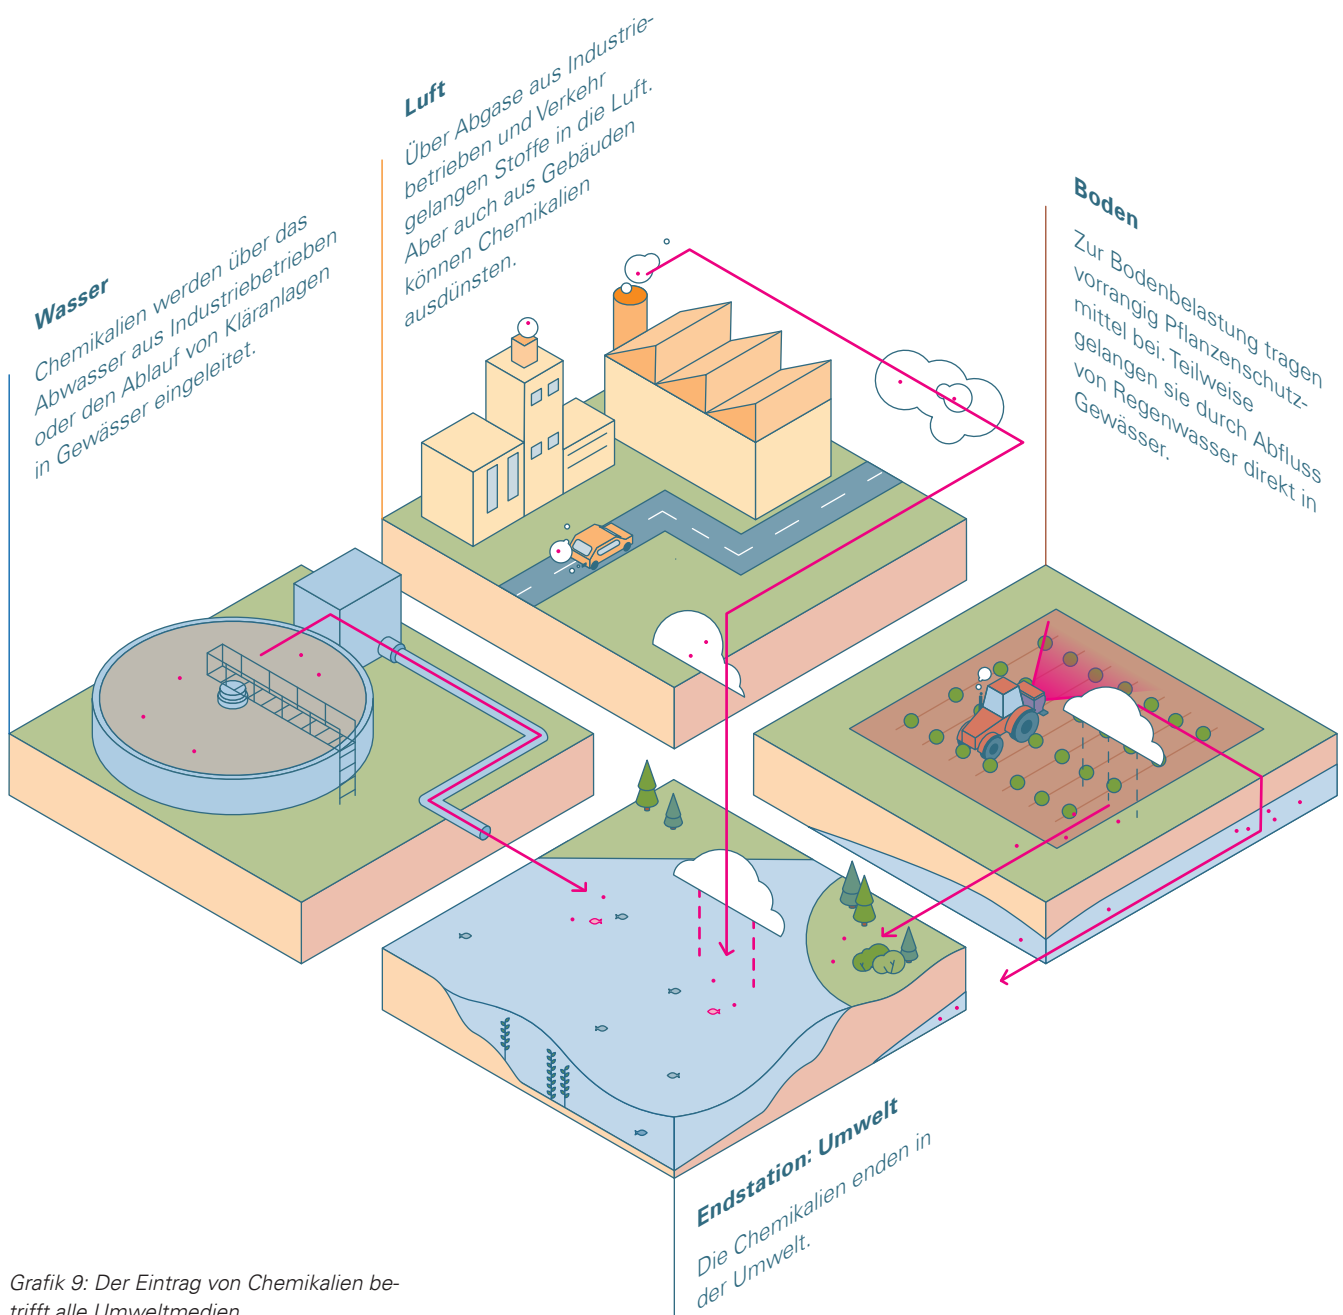 Luft
Über Abgase aus Industrie-
betrieben und Verkehr
gelangen Stoffe in die Luft.
Aber auch aus Gebäuden
können Chemikalien
ausdünsten.
Boden
Zur Bodenbelastung tragen
vorrangig Pflanzenschutz-
mittel bei. Teilweise
gelangen sie durch Abfluss
von Regenwasser direkt in
Gewässer.
Wasser
Chemikalien werden über das
Abwasser aus Industriebetrieben
oder den Ablauf von Kläranlagen
in Gewässer eingeleitet.
Endstation: Umwelt
Die Chemikalien enden in
der Umwelt.
Grafik 9: Der Eintrag von Chemikalien be-
trifft alle Umweltmedien